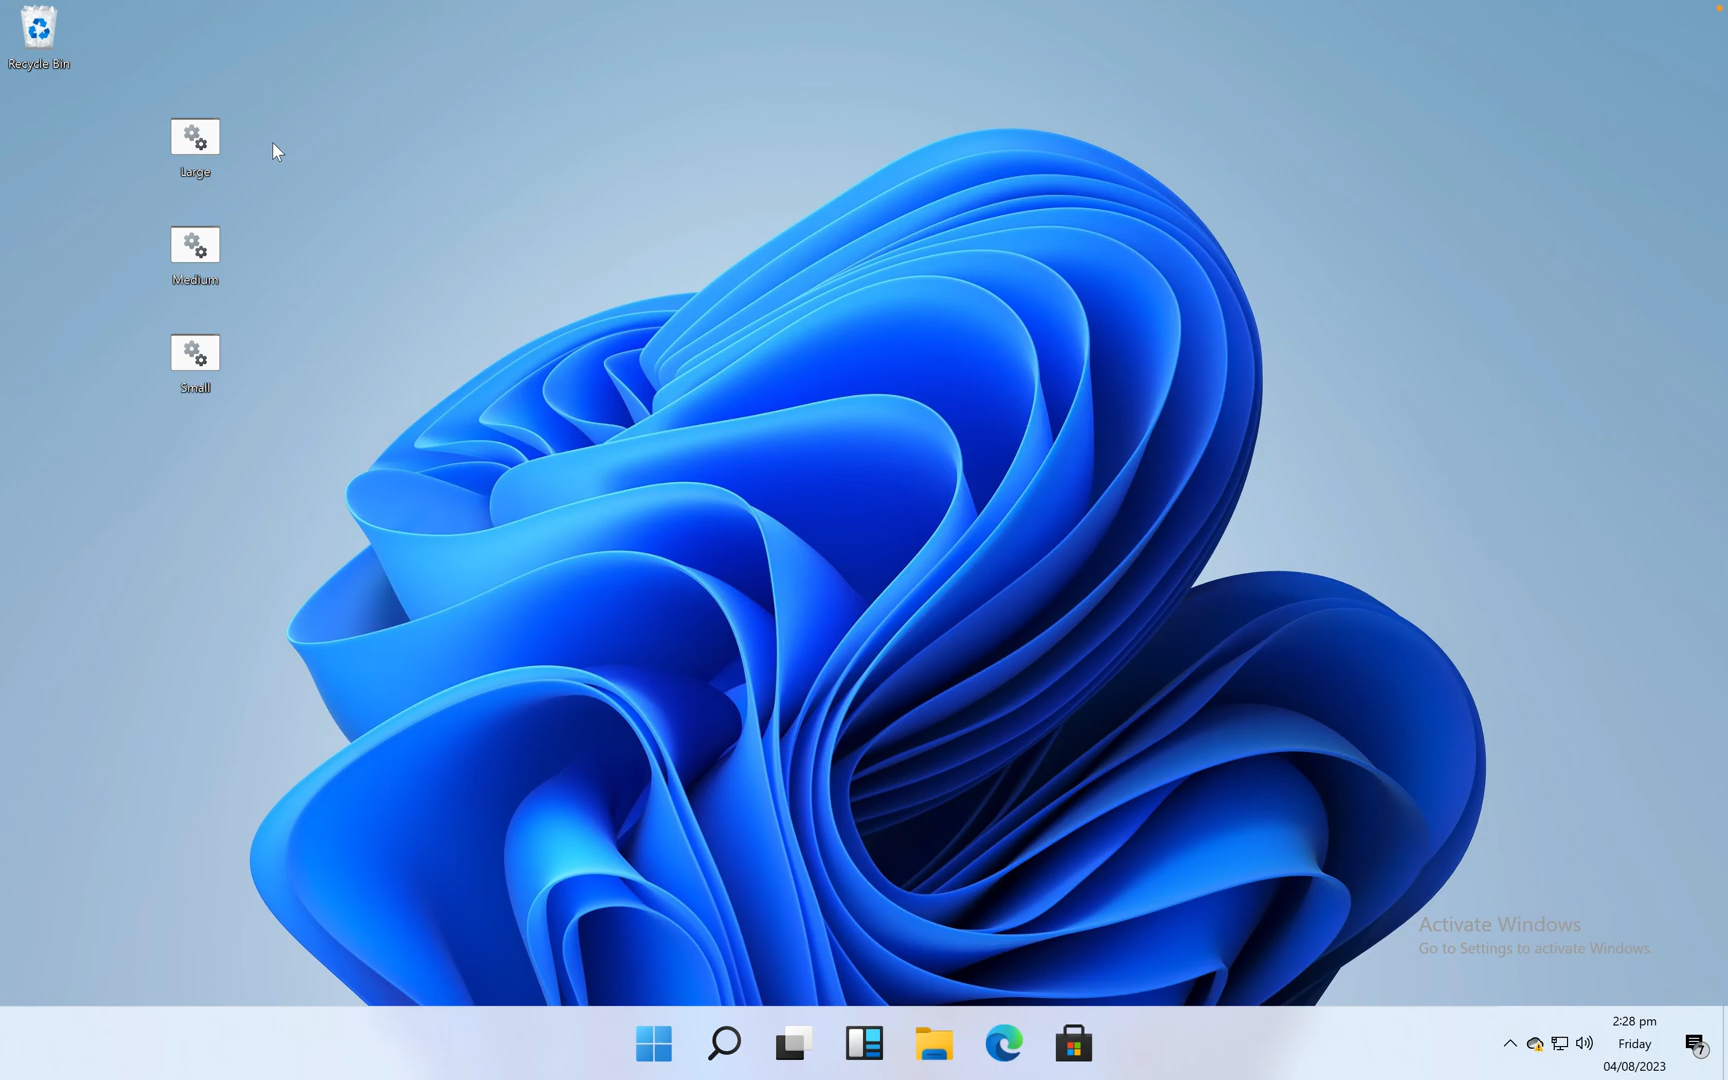 Recycle Bin
Large
Medium
Small
Activate Windows
Go to Settings to activate Windows.
2:28 pm
Friday
04/08/2023
7